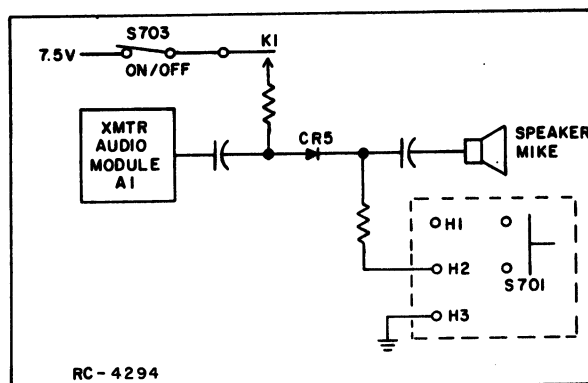 S703
K1
7.5V
ON/OFF
XMTR
AUDIO
MODULE
A1
CR5
SPEAKER
MIKE
H1
H2
S701
H3
RC-4294